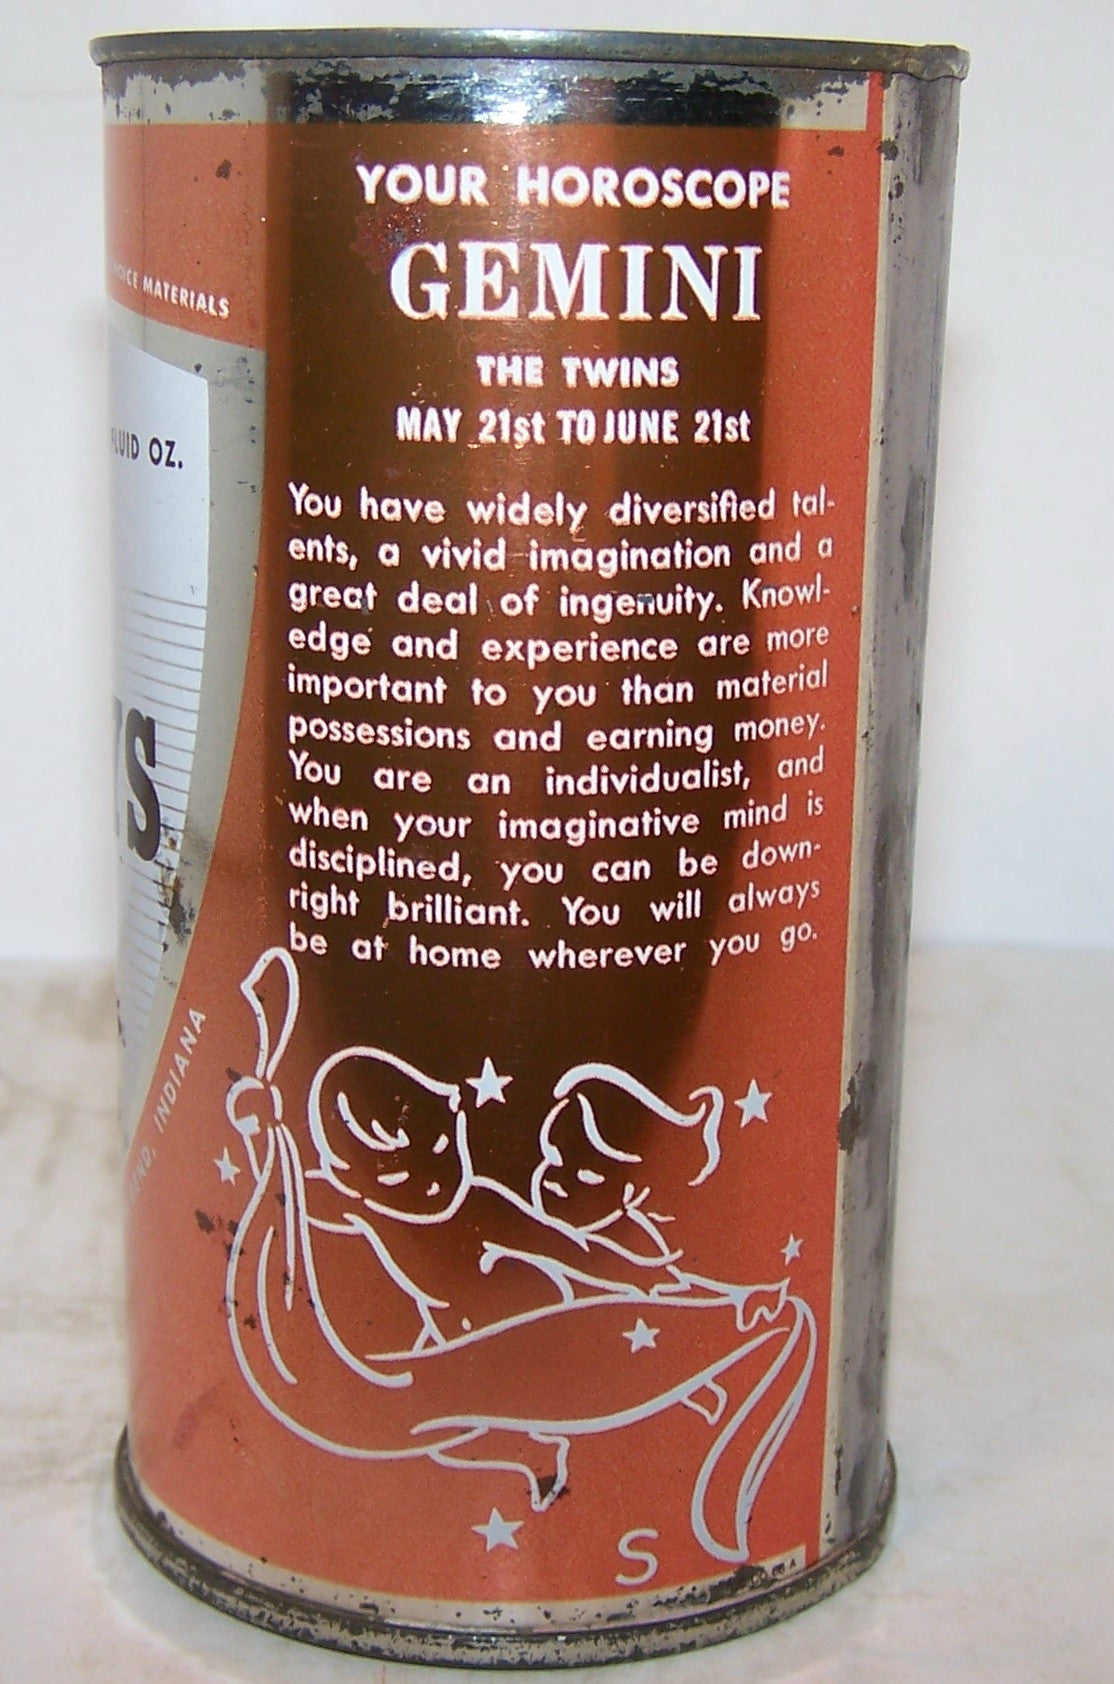 YOUR HOROSCOPE
GEMINI
THE TWINS
MAY 21st TO JUNE 21st
You have widely diversified tal-
ents, a vivid imagination and a
great deal of ingenuity. Knowl-
edge and experience are more
important to you than material
possessions and earning money.
You are an individualist, and
when your imaginative mind is
disciplined, you can be down-
right brilliant. You will always
be at home wherever you go.
S
MATERIALS
OZ.
INDIANA